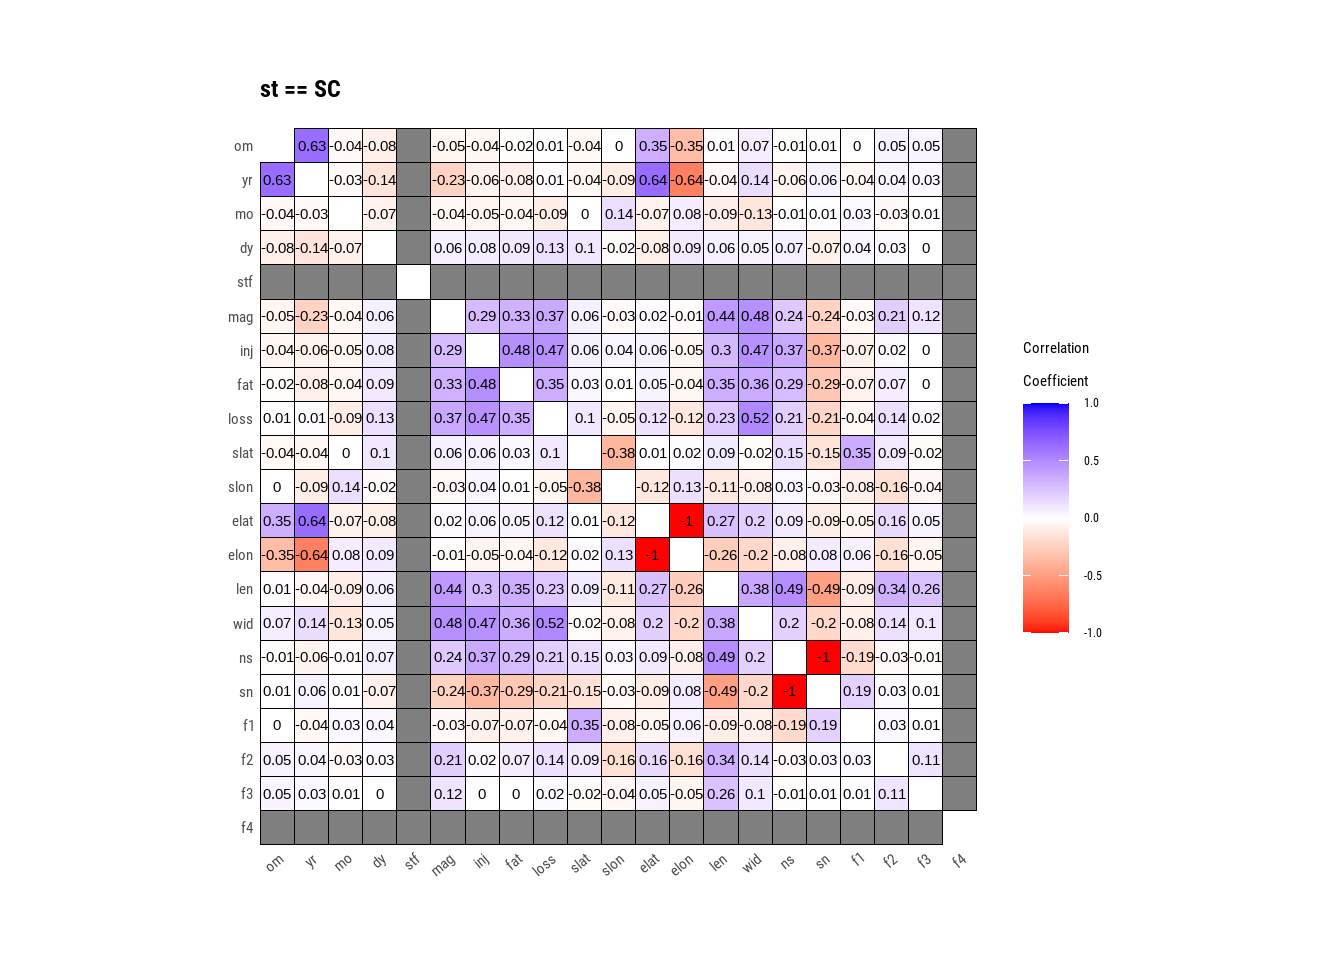 st == SC
om 0.63 -0.04 -0.08 -0.05 -0.04 -0.02 0.01 -0.04 0 0.35 -0.35 0.01 0.07 -0.01 0.01 0 0.05 0.05
yr 0.63 -0.03 -0.14 -0.23 -0.06 -0.08 0.01 -0.04 -0.09 0.64 -0.64 -0.04 0.14 -0.06 0.06 -0.04 0.04 0.03
mo -0.04 -0.03 -0.07 -0.04 -0.05 -0.04 -0.09 0 0.14 -0.07 0.08 -0.09 -0.13 -0.01 0.01 0.03 -0.03 0.01
dy -0.08 -0.14 -0.07 0.06 0.08 0.09 0.13 0.1 -0.02 -0.08 0.09 0.06 0.05 0.07 -0.07 0.04 0.03 0
stf
mag -0.05 -0.23 -0.04 0.06 0.29 0.33 0.37 0.06 -0.03 0.02 -0.01 0.44 0.48 0.24 -0.24 -0.03 0.21 0.12
inj -0.04 -0.06 -0.05 0.08 0.29 0.48 0.47 0.06 0.04 0.06 -0.05 0.3 0.47 0.37 -0.37 -0.07 0.02 0
Correlation
fat -0.02 -0.08 -0.04 0.09 0.33 0.48 0.35 0.03 0.01 0.05 -0.04 0.35 0.36 0.29 -0.29 -0.07 0.07 0
Coefficient
1.0
loss 0.01 0.01 -0.09 0.13 0.37 0.47 0.35 0.1 -0.05 0.12 -0.12 0.23 0.52 0.21 -0.21 -0.04 0.14 0.02
slat -0.04 -0.04 0 0.1 0.06 0.06 0.03 0.1 -0.38 0.01 0.02 0.09 -0.02 0.15 -0.15 0.35 0.09 -0.02
0.5
slon 0 -0.09 0.14 -0.02 -0.03 0.04 0.01 -0.05 -0.38 -0.12 0.13 -0.11 -0.08 0.03 -0.03 -0.08 -0.16 -0.04
elat 0.35 0.64 -0.07 -0.08 0.02 0.06 0.05 0.12 0.01 -0.12 -1 0.27 0.2 0.09 -0.09 -0.05 0.16 0.05
0.0
elon -0.35 -0.64 0.08 0.09 -0.01 -0.05 -0.04 -0.12 0.02 0.13 -1 -0.26 -0.2 -0.08 0.08 0.06 -0.16 -0.05
-0.5
len 0.01 -0.04 -0.09 0.06 0.44 0.3 0.35 0.23 0.09 -0.11 0.27 -0.26 0.38 0.49 -0.49 -0.09 0.34 0.26
wid 0.07 0.14 -0.13 0.05 0.48 0.47 0.36 0.52 -0.02 -0.08 0.2 -0.2 0.38 0.2 -0.2 -0.08 0.14 0.1
-1.0
ns -0.01 -0.06 -0.01 0.07 0.24 0.37 0.29 0.21 0.15 0.03 0.09 -0.08 0.49 0.2 -1 -0.19 -0.03 -0.01
sn 0.01 0.06 0.01 -0.07 -0.24 -0.37 -0.29 -0.21 -0.15 -0.03 -0.09 0.08 -0.49 -0.2 -1 0.19 0.03 0.01
f1 0 -0.04 0.03 0.04 -0.03 -0.07 -0.07 -0.04 0.35 -0.08 -0.05 0.06 -0.09 -0.08 -0.19 0.19 0.03 0.01
f2 0.05 0.04 -0.03 0.03 0.21 0.02 0.07 0.14 0.09 -0.16 0.16 -0.16 0.34 0.14 -0.03 0.03 0.03 0.11
f3 0.05 0.03 0.01 0 0.12 0 0 0.02 -0.02 -0.04 0.05 -0.05 0.26 0.1 -0.01 0.01 0.01 0.11
f4
om yr mo dy stf mag inj fat loss slat slon elat elon len wid ns sn f1 f2 f3 f4